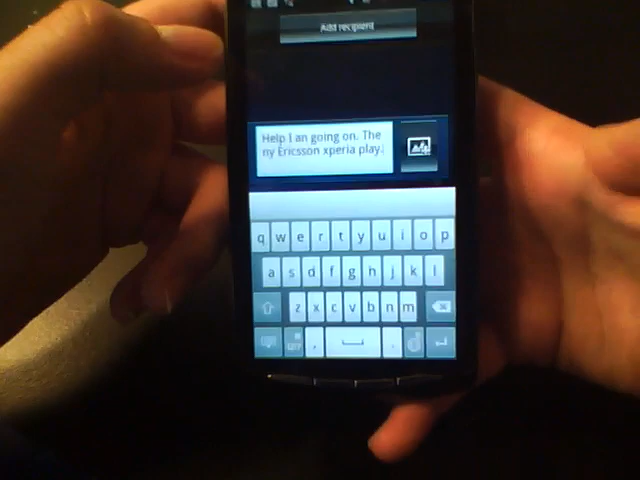 Add recipient
Help I an going on. The
ny Ericsson xperia play.
q w e r t y u i o p
a s d f g h j k l
z x c v b n m
, .